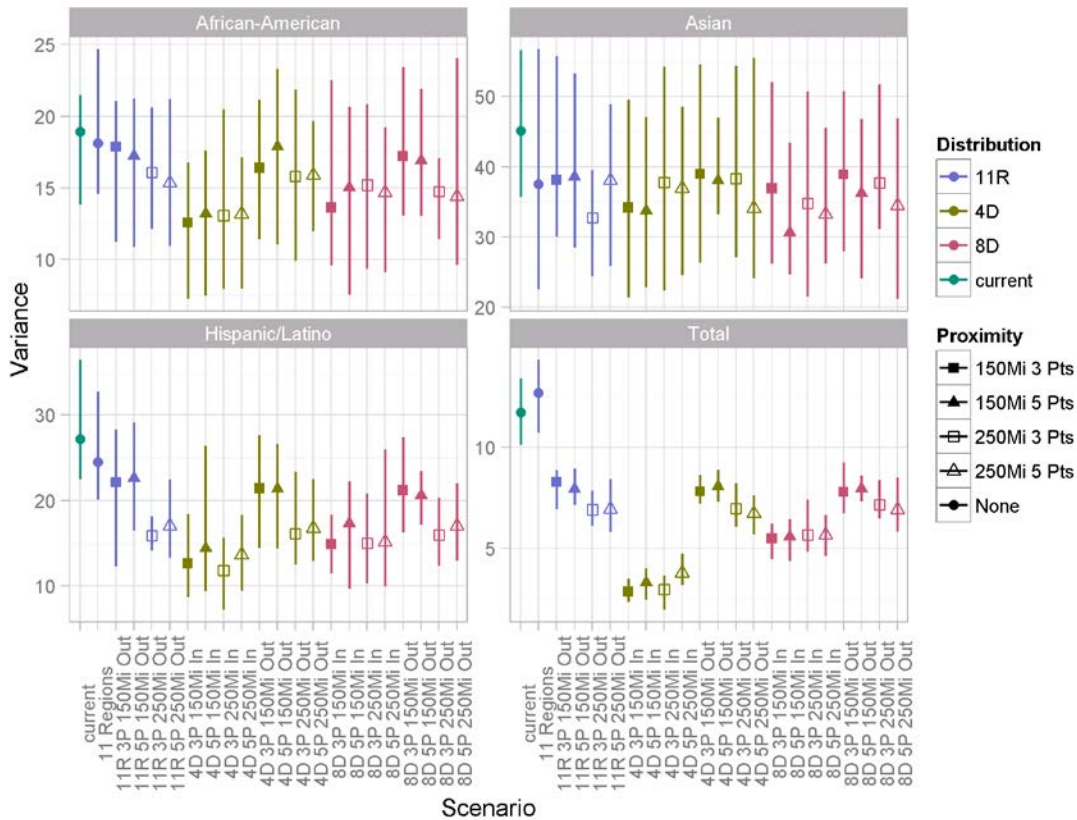 African-American
Asian
25
20
15
10
50
40
30
20
Hispanic/Latino
Total
30
20
10
10
5
Variance
current
11 Regions
11R 3P 150Mi Out
11R 5P 150Mi Out
11R 3P 250Mi Out
11R 5P 250Mi Out
4D 3P 150Mi In
4D 5P 150Mi In
4D 3P 250Mi In
4D 5P 250Mi In
4D 3P 150Mi Out
4D 5P 150Mi Out
4D 3P 250Mi Out
4D 5P 250Mi Out
8D 3P 150Mi In
8D 5P 150Mi In
8D 3P 250Mi In
8D 5P 250Mi In
8D 3P 150Mi Out
8D 5P 150Mi Out
8D 3P 250Mi Out
8D 5P 250Mi Out
current
11 Regions
11R 3P 150Mi Out
11R 5P 150Mi Out
11R 3P 250Mi Out
11R 5P 250Mi Out
4D 3P 150Mi In
4D 5P 150Mi In
4D 3P 250Mi In
4D 5P 250Mi In
4D 3P 150Mi Out
4D 5P 150Mi Out
4D 3P 250Mi Out
4D 5P 250Mi Out
8D 3P 150Mi In
8D 5P 150Mi In
8D 3P 250Mi In
8D 5P 250Mi In
8D 3P 150Mi Out
8D 5P 150Mi Out
8D 3P 250Mi Out
8D 5P 250Mi Out
Scenario
Distribution
11R
4D
8D
current
Proximity
150Mi 3 Pts
150Mi 5 Pts
250Mi 3 Pts
250Mi 5 Pts
None